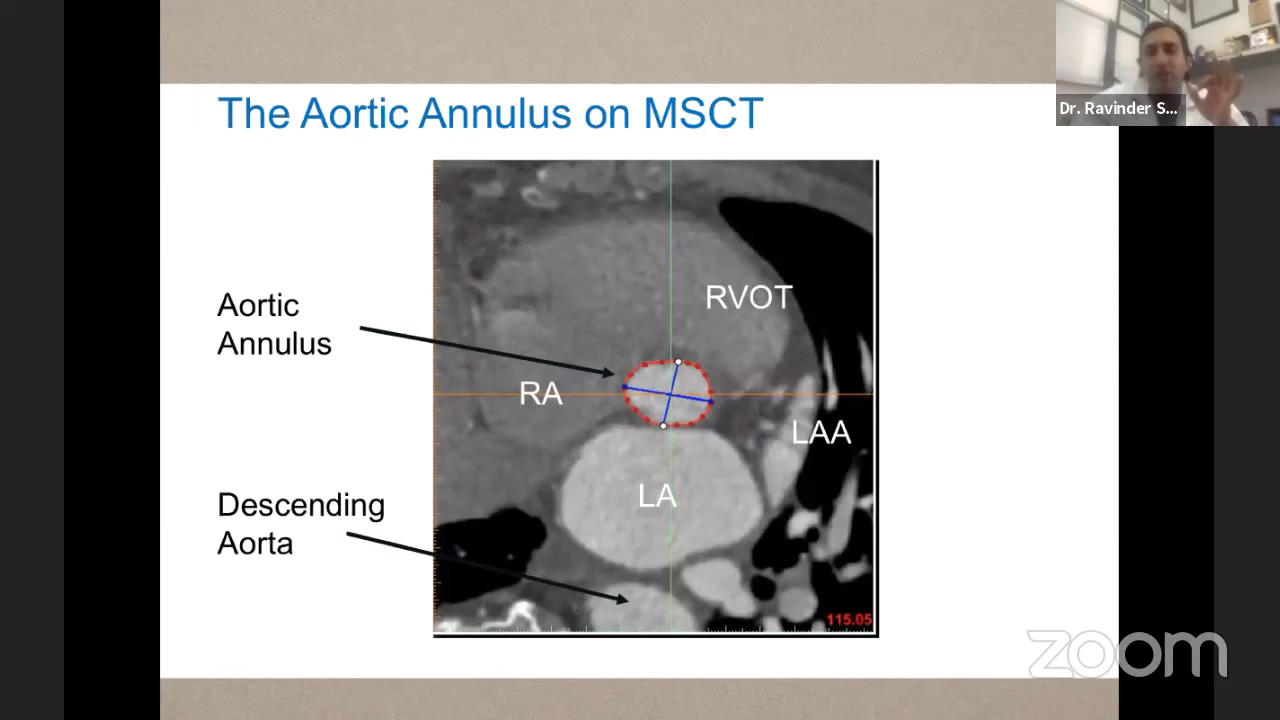 The Aortic Annulus on MSCT
Dr. Ravinder S...
Aortic
Annulus
RVOT
RA
LAA
LA
Descending
Aorta
115.05
zoom